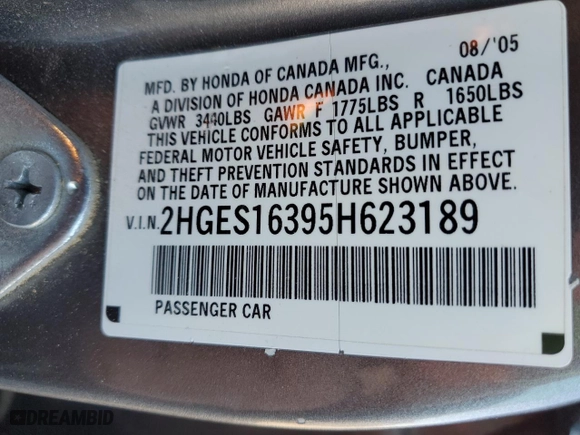 08/'05
MFD. BY HONDA OF CANADA MFG.,
A DIVISION OF HONDA CANADA INC. CANADA
GVWR 3440LBS GAWR F 1775LBS R 1650LBS
THIS VEHICLE CONFORMS TO ALL APPLICABLE
FEDERAL MOTOR VEHICLE SAFETY, BUMPER,
AND THEFT PREVENTION STANDARDS IN EFFECT
ON THE DATE OF MANUFACTURE SHOWN ABOVE.
V.I.N. 2HGES16395H623189
PASSENGER CAR
DREAMBID